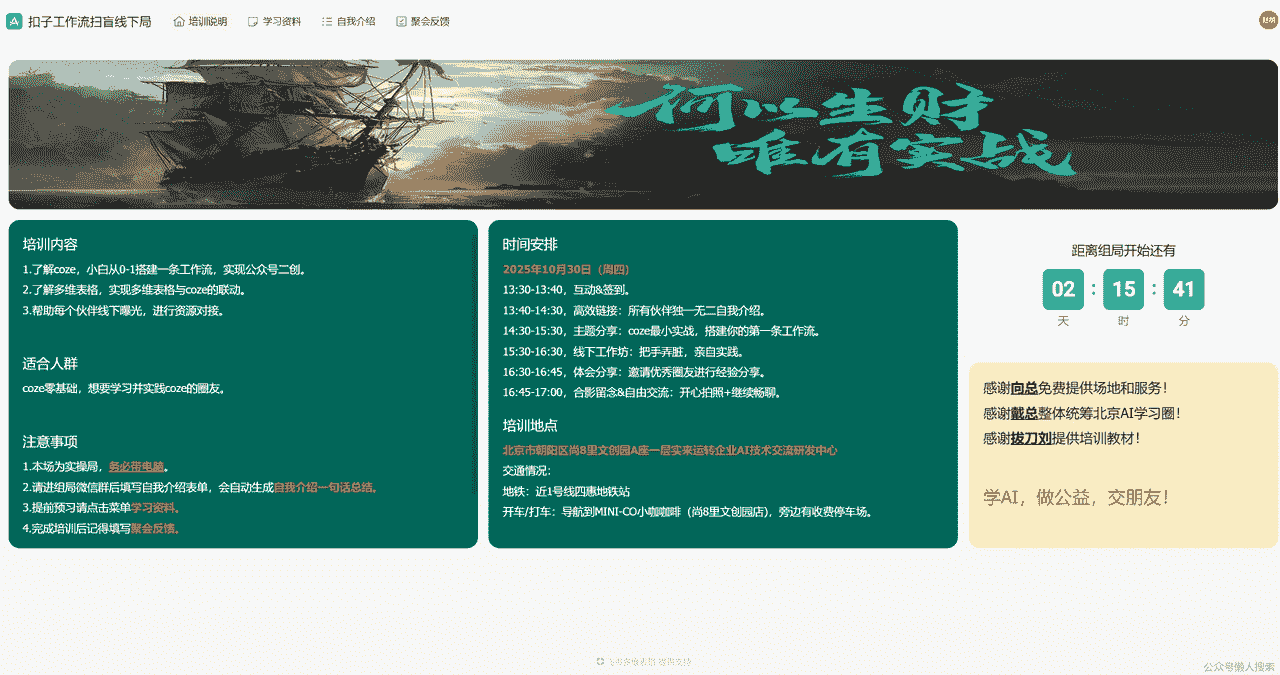 扣子工作流扫盲线下局
培训说明
学习资料
自我介绍
聚会反馈
何以生财
唯有实战
培训内容
1.了解coze，小白从0-1搭建一条工作流，实现公众号二创。
2.了解多维表格，实现多维表格与coze的联动。
3.帮助每个伙伴线下曝光，进行资源对接。
适合人群
coze零基础，想要学习并实践coze的圈友。
注意事项
1.本场为实操局，务必带电脑。
2.请进组局微信群后填写自我介绍表单，会自动生成自我介绍一句话总结。
3.提前预习请点击菜单学习资料。
4.完成培训后记得填写聚会反馈。
时间安排
2025年10月30日（周四）
13:30-13:40，互动&签到。
13:40-14:30，高效链接：所有伙伴独一无二自我介绍。
14:30-15:30，主题分享：coze最小实战，搭建你的第一条工作流。
15:30-16:30，线下工作坊：把手弄脏，亲自实践。
16:30-16:45，体会分享：邀请优秀圈友进行经验分享。
16:45-17:00，合影留念&自由交流：开心拍照+继续畅聊。
培训地点
北京市朝阳区尚8里文创园A座一层实来运转企业AI技术交流研发中心
交通情况：
地铁：近1号线四惠地铁站
开车/打车：导航到MINI-CO小咖咖啡（尚8里文创园店），旁边有收费停车场。
距离组局开始还有
02 : 15 : 41
天 时 分
感谢向总免费提供场地和服务！
感谢戴总整体统筹北京AI学习圈！
感谢拔刀刘提供培训教材！
学AI，做公益，交朋友！
公众号懒人搜索